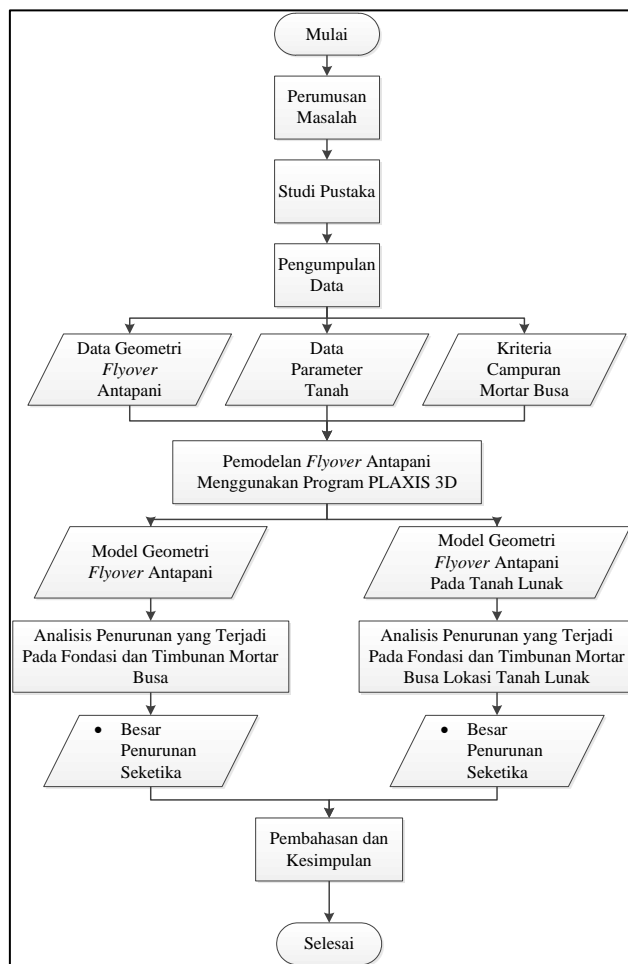 Mulai
Perumusan
Masalah
Studi Pustaka
Pengumpulan
Data
Data Geometri
Flyover
Antapani
Data
Parameter
Tanah
Kriteria
Campuran
Mortar Busa
Pemodelan Flyover Antapani
Menggunakan Program PLAXIS 3D
Model Geometri
Flyover Antapani
Model Geometri
Flyover Antapani
Pada Tanah Lunak
Analisis Penurunan yang Terjadi
Pada Fondasi dan Timbunan Mortar
Busa
Analisis Penurunan yang Terjadi
Pada Fondasi dan Timbunan Mortar
Busa Lokasi Tanah Lunak
• Besar
Penurunan
Seketika
• Besar
Penurunan
Seketika
Pembahasan dan
Kesimpulan
Selesai